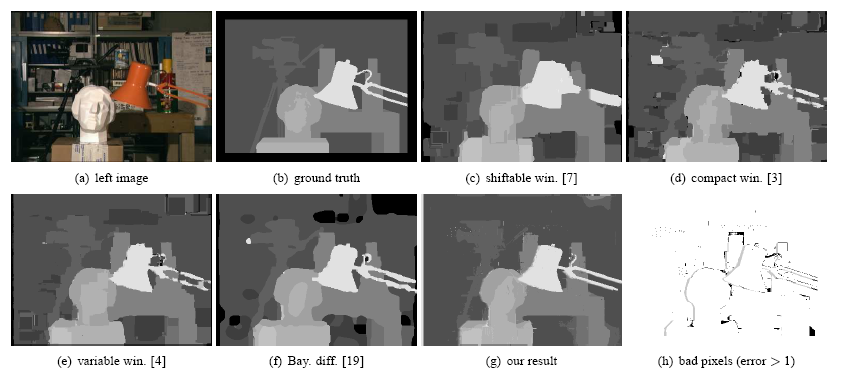 (a) left image
(b) ground truth
(c) shiftable win. [7]
(d) compact win. [3]
(e) variable win. [4]
(f) Bay. diff. [19]
(g) our result
(h) bad pixels (error > 1)